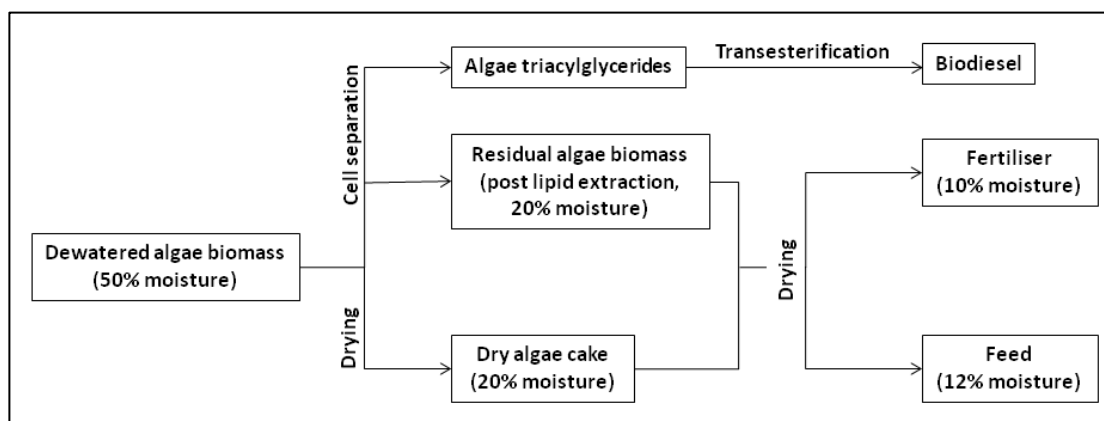 Algae triacylglycerides
Transesterification
Biodiesel
Cell separation
Residual algae biomass
(post lipid extraction,
20% moisture)
Fertiliser
(10% moisture)
Dewatered algae biomass
(50% moisture)
Drying
Drying
Dry algae cake
(20% moisture)
Feed
(12% moisture)